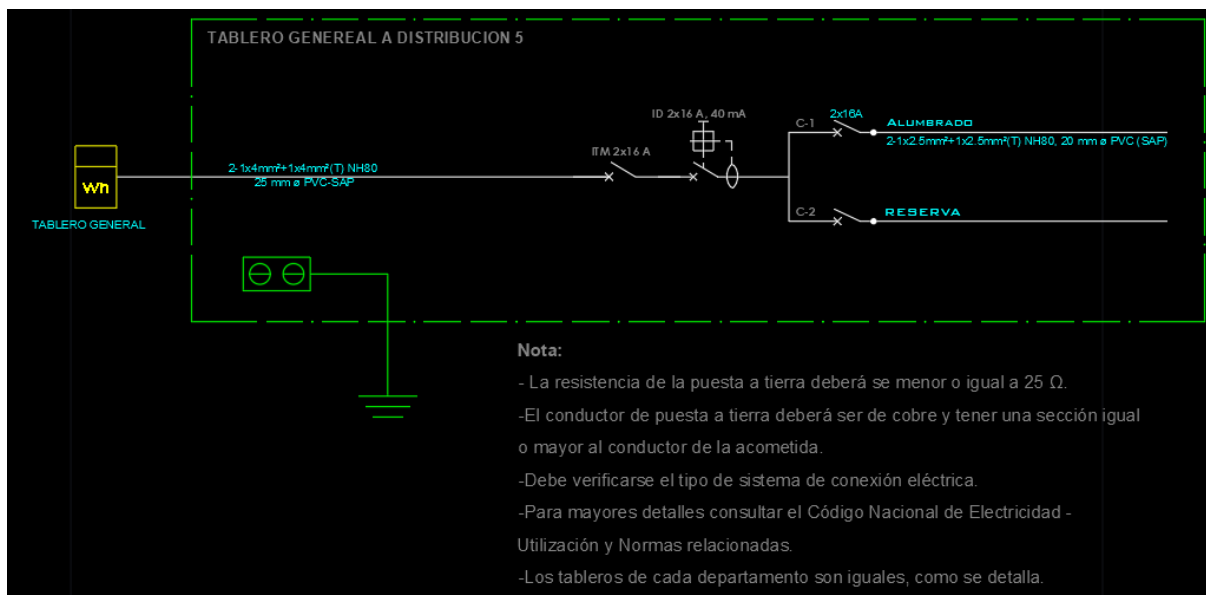 TABLERO GENEREAL A DISTRIBUCION 5
ID 2x16 A, 40 mA
ITM 2x16 A
C-1
2x16A
ALUMBRADO
2-1x2.5mm²+1x2.5mm²(T) NH80, 20 mm ø PVC (SAP)
2-1x4mm²+1x4mm²(T) NH80
25 mm ø PVC-SAP
Wh
TABLERO GENERAL
C-2
RESERVA
Nota:
- La resistencia de la puesta a tierra deberá se menor o igual a 25 Ω.
-El conductor de puesta a tierra deberá ser de cobre y tener una sección igual
o mayor al conductor de la acometida.
-Debe verificarse el tipo de sistema de conexión eléctrica.
-Para mayores detalles consultar el Código Nacional de Electricidad -
Utilización y Normas relacionadas.
-Los tableros de cada departamento son iguales, como se detalla.